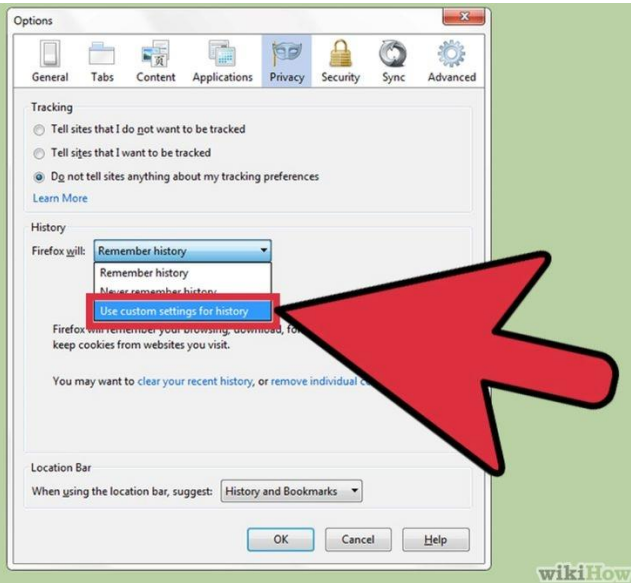 Options
General Tabs Content Applications Privacy Security Sync Advanced
Tracking
Tell sites that I do not want to be tracked
Tell sites that I want to be tracked
Do not tell sites anything about my tracking preferences
Learn More
History
Firefox will: Remember history
Remember history
Never remember history
Use custom settings for history
Firefox will remember your browsing, download,
keep cookies from websites you visit.
You may want to clear your recent history, or remove individual
Location Bar
When using the location bar, suggest: History and Bookmarks
OK Cancel Help
wikiHow